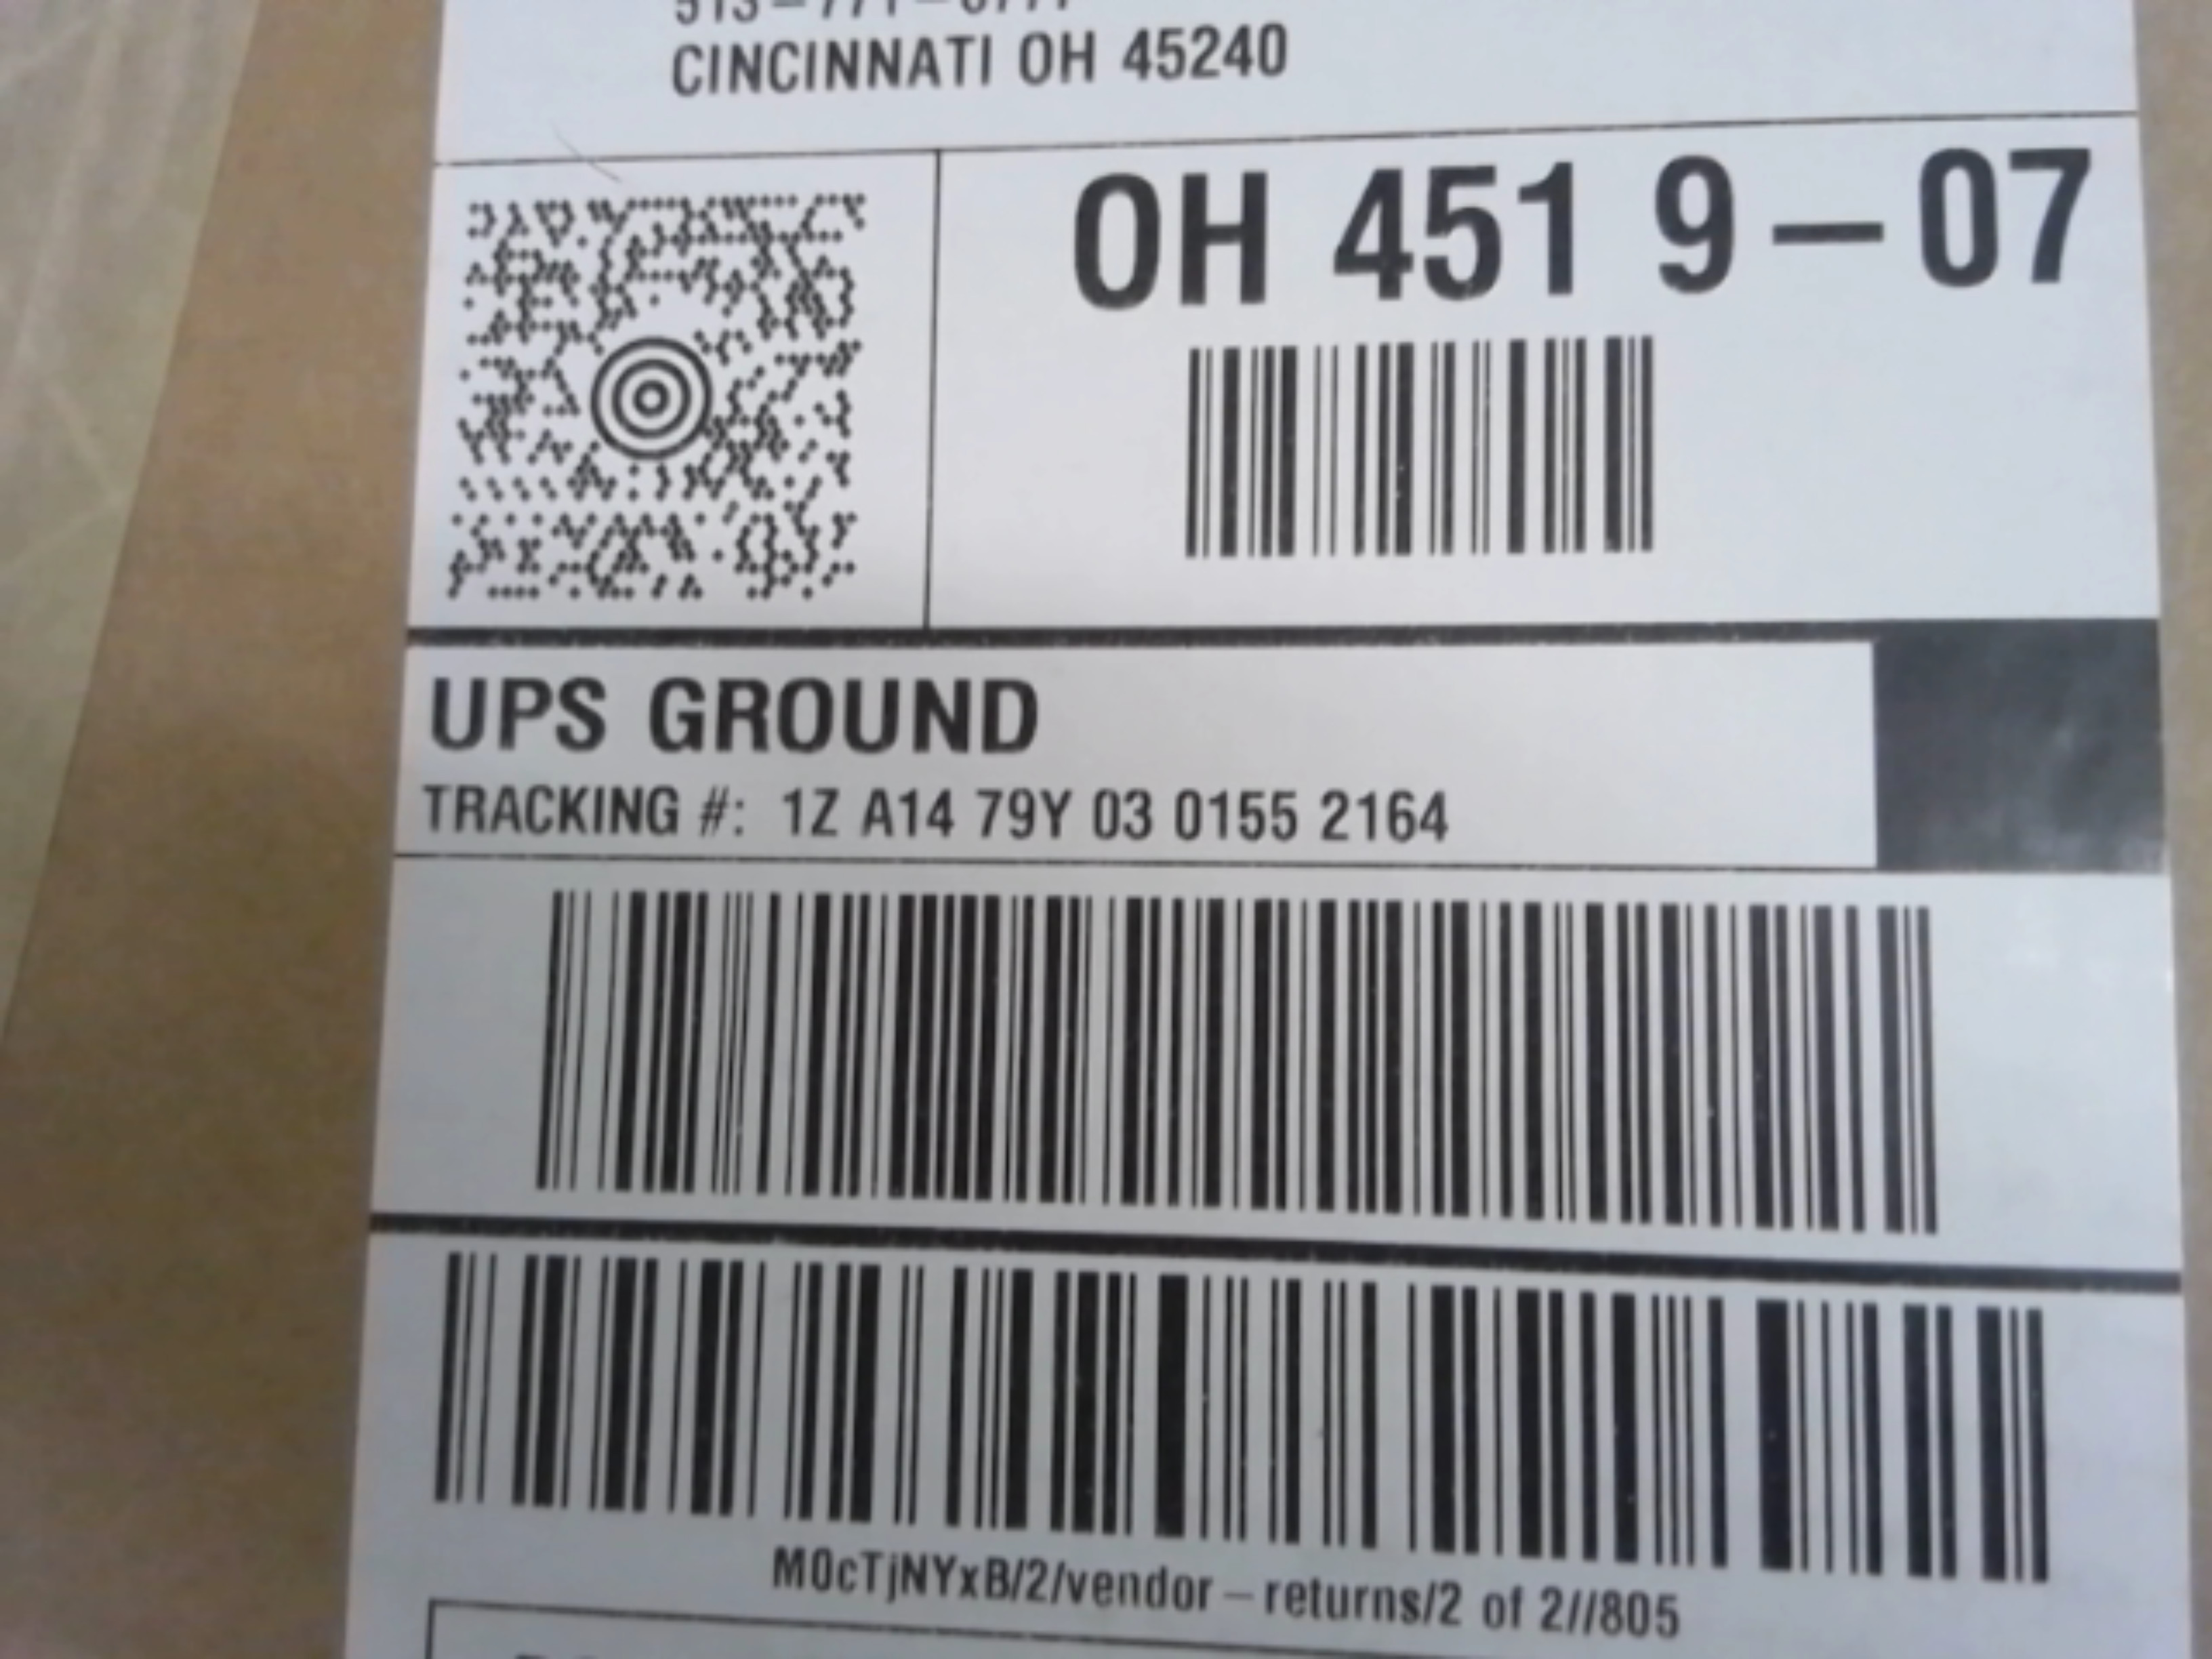 CINCINNATI OH 45240
OH 451 9-07
UPS GROUND
TRACKING #: 1Z A14 79Y 03 0155 2164
M0cTjNYxB/2/vendor-returns/2 of 2//805